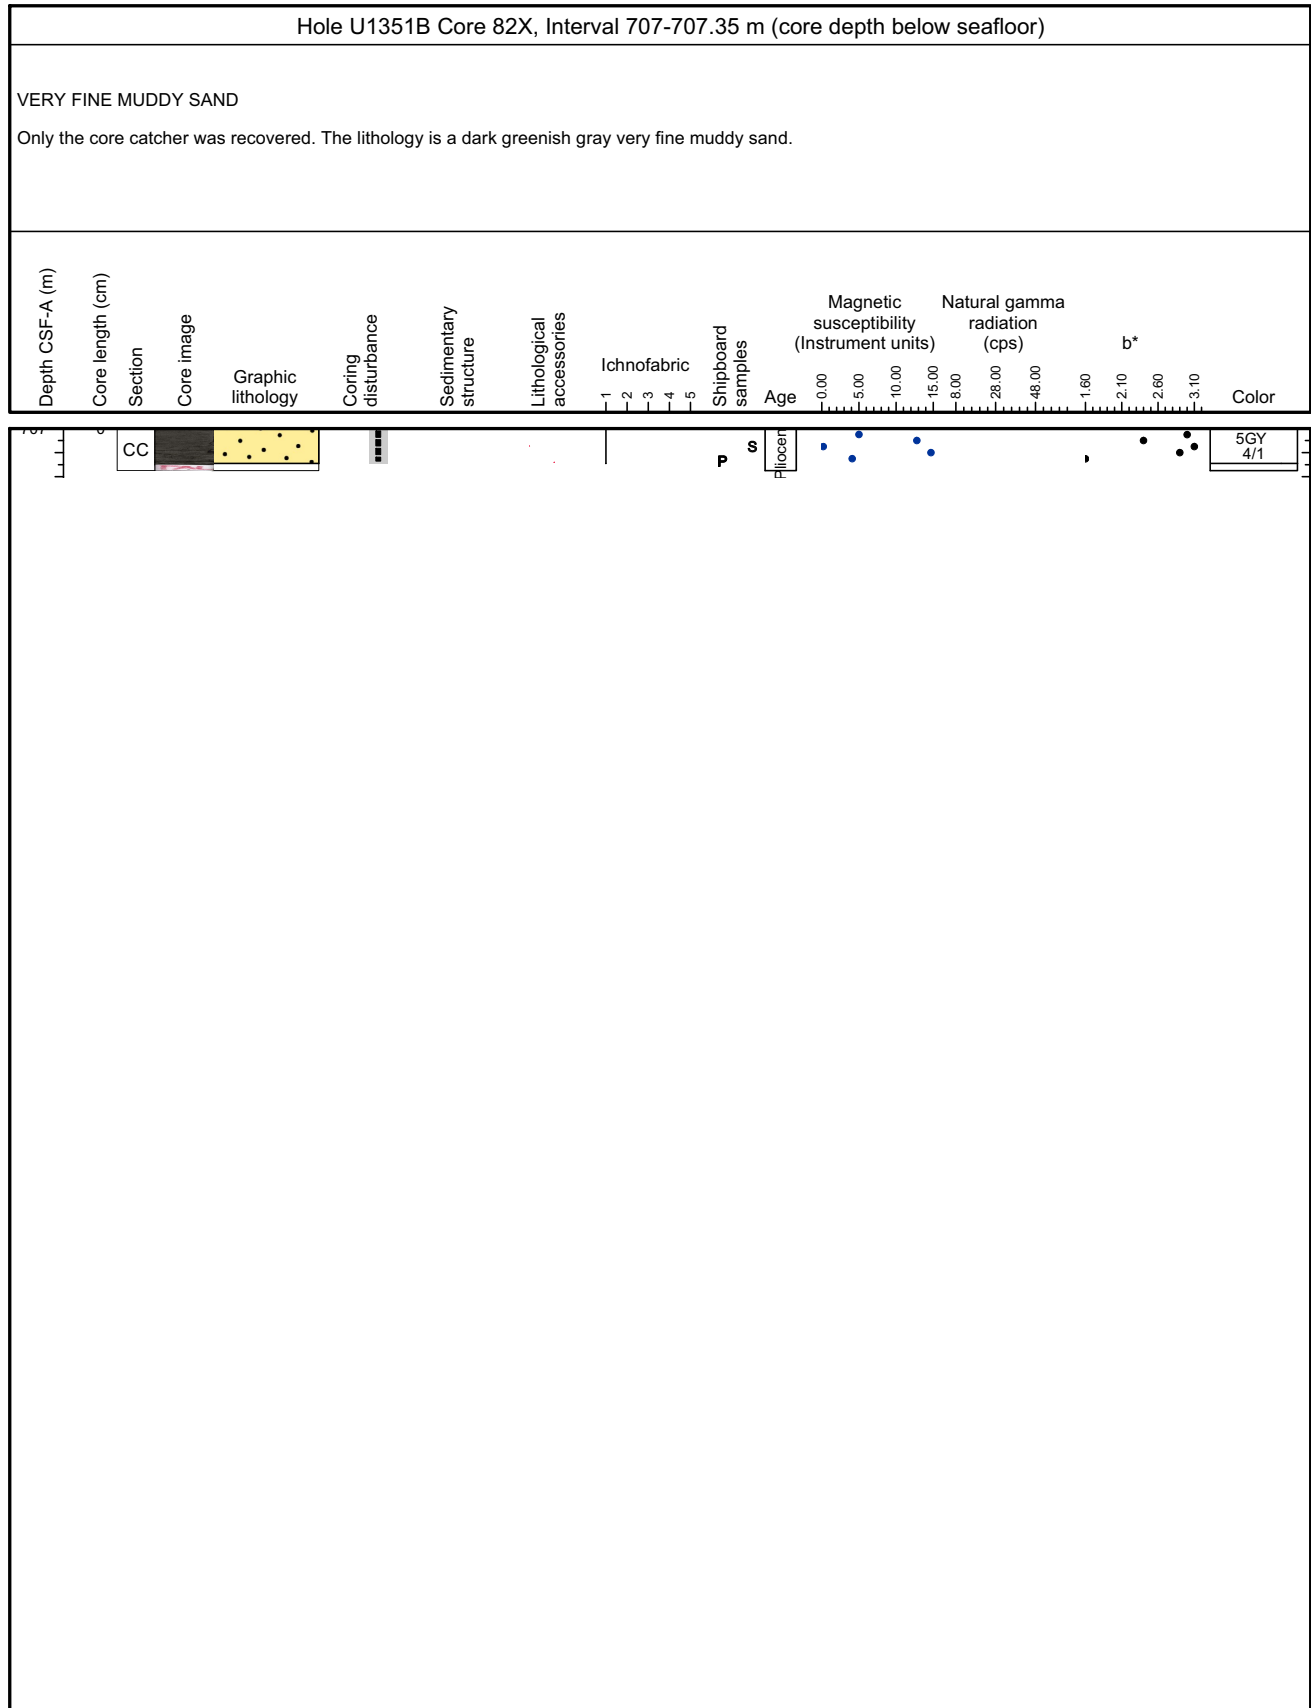 Hole U1351B Core 82X, Interval 707-707.35 m (core depth below seafloor)
VERY FINE MUDDY SAND
Only the core catcher was recovered. The lithology is a dark greenish gray very fine muddy sand.
Depth CSF-A (m)
Core length (cm)
Section
Core image
Graphic
lithology
Coring
disturbance
Sedimentary
structure
Lithological
accessories
Ichnofabric
1
2
3
4
5
Shipboard
samples
Age
Magnetic
susceptibility
(Instrument units)
0.00
5.00
10.00
15.00
Natural gamma
radiation
(cps)
8.00
28.00
48.00
b*
1.60
2.10
2.60
3.10
Color
CC
P
S
Pliocen
5GY
4/1